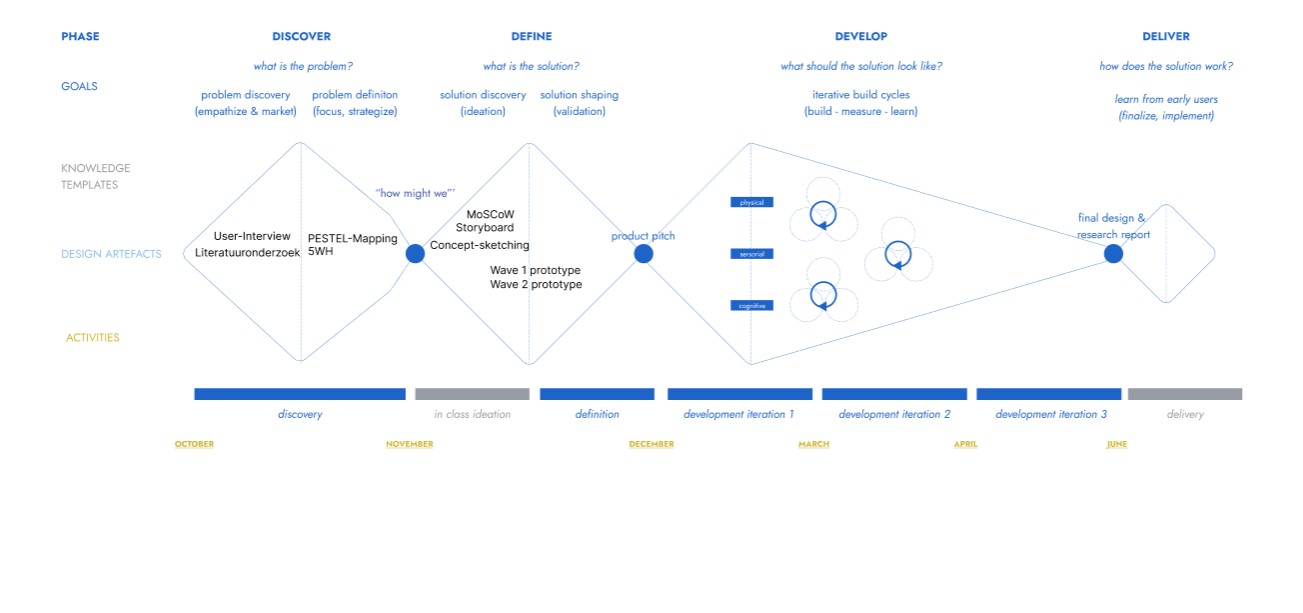 PHASE
DISCOVER
DEFINE
DEVELOP
DELIVER
what is the problem?
what is the solution?
what should the solution look like?
how does the solution work?
GOALS
problem discovery
(empathize & market)
problem definiton
(focus, strategize)
solution discovery
(ideation)
solution shaping
(validation)
iterative build cycles
(build - measure - learn)
learn from early users
(finalize, implement)
KNOWLEDGE
TEMPLATES
"how might we"'
DESIGN ARTEFACTS
User-Interview
Literatuuronderzoek
PESTEL-Mapping
5WH
MoSCoW
Storyboard
Concept-sketching
Wave 1 prototype
Wave 2 prototype
product pitch
physical
sensorial
cognitive
final design &
research report
ACTIVITIES
discovery
in class ideation
definition
development iteration 1
development iteration 2
development iteration 3
delivery
OCTOBER
NOVEMBER
DECEMBER
MARCH
APRIL
JUNE